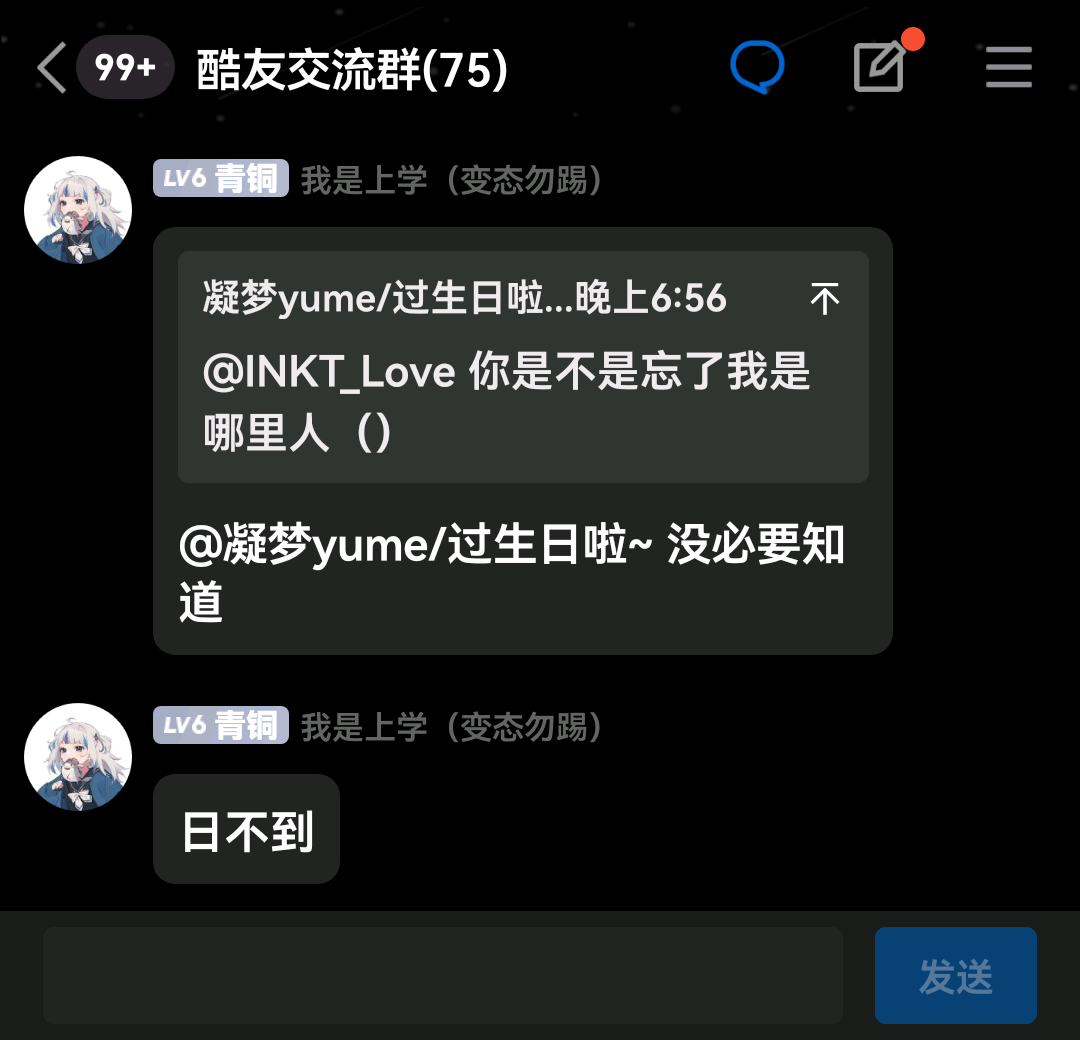 99+ 酷友交流群(75)
LV6 青铜 我是上学（变态勿踢）
凝梦yume/过生日啦...晚上6:56
@INKT_Love 你是不是忘了我是
哪里人（）
@凝梦yume/过生日啦~ 没必要知
道
LV6 青铜 我是上学（变态勿踢）
日不到
发送